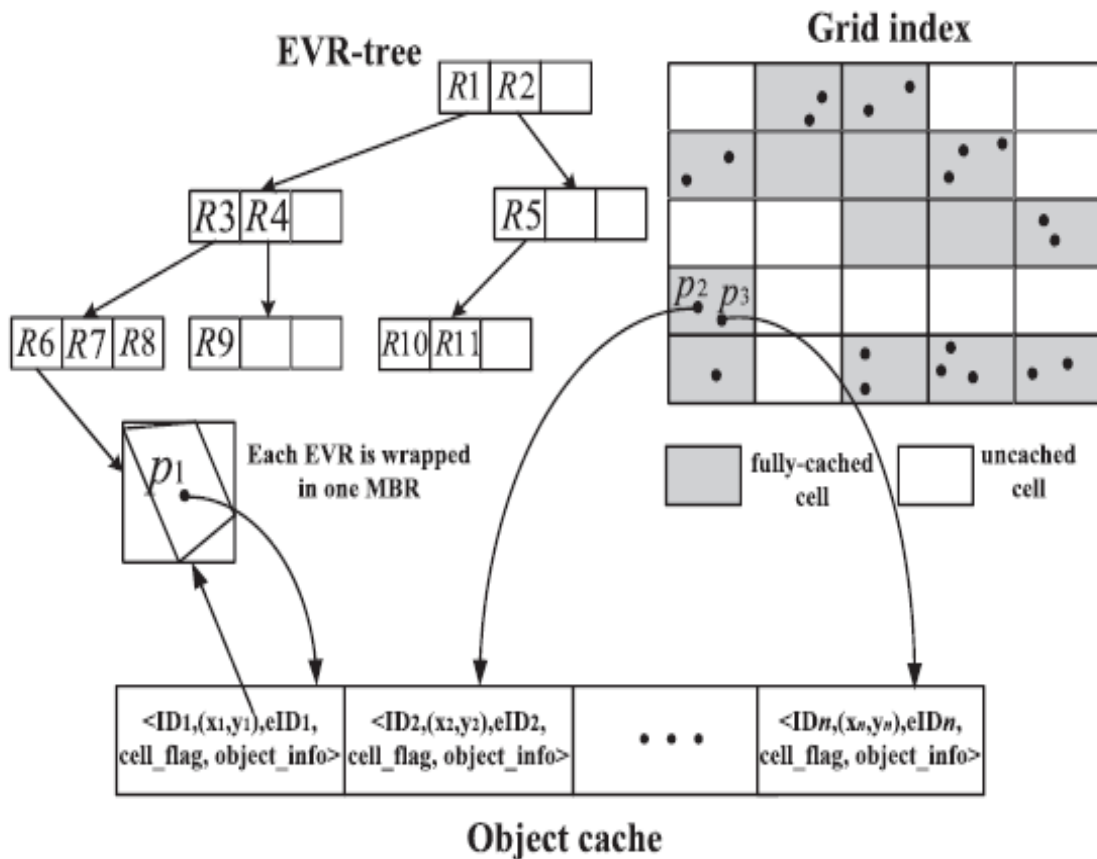 EVR-tree
Grid index
R1 R2
R3 R4
R5
R6 R7 R8
R9
R10 R11
p2 p3
p1
Each EVR is wrapped
in one MBR
fully-cached
cell
uncached
cell
<ID1,(x1,y1),eID1,
cell_flag, object_info>
<ID2,(x2,y2),eID2,
cell_flag, object_info>
• • •
<IDn,(xn,yn),eIDn,
cell_flag, object_info>
Object cache